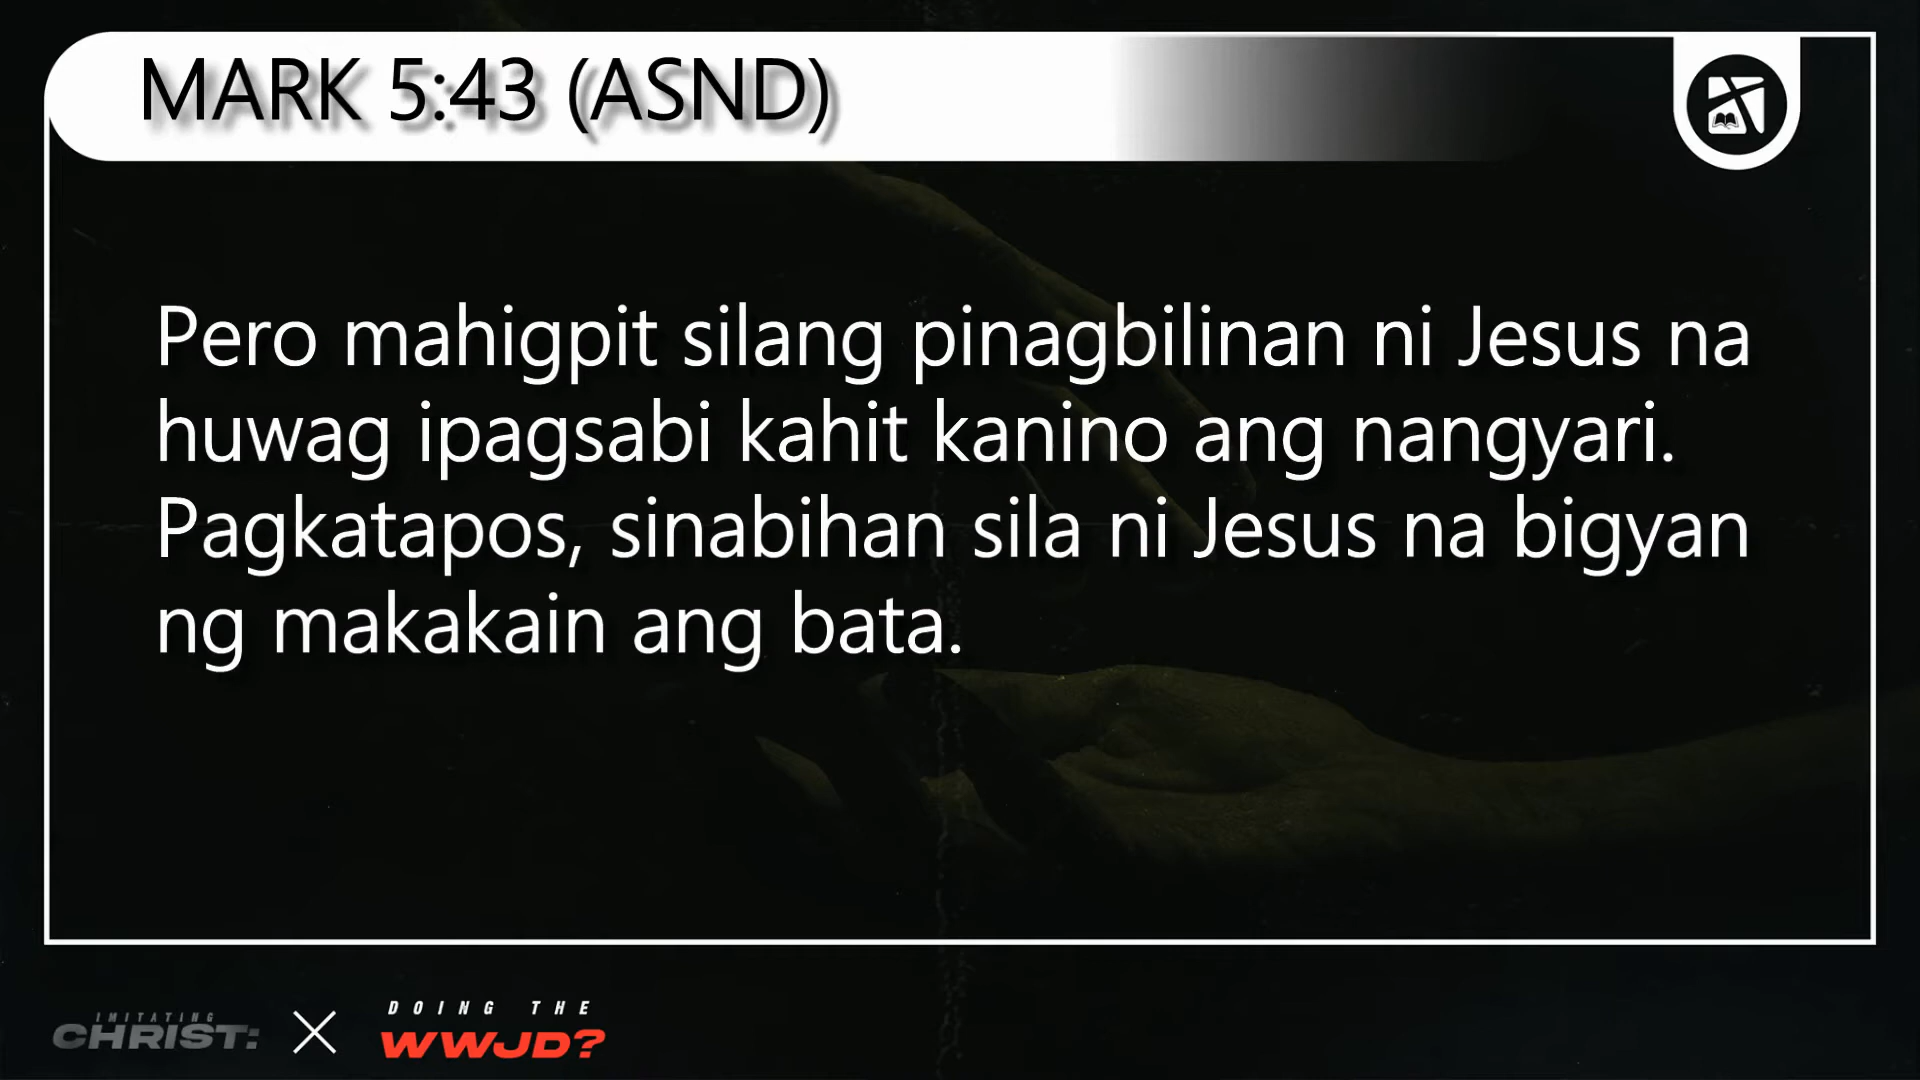 MARK 5:43 (ASND)
Pero mahigpit silang pinagbilinan ni Jesus na
huwag ipagsabi kahit kanino ang nangyari.
Pagkatapos, sinabihan sila ni Jesus na bigyan
ng makakain ang bata.
IMITATING
CHRIST:
DOING THE
WWJD?